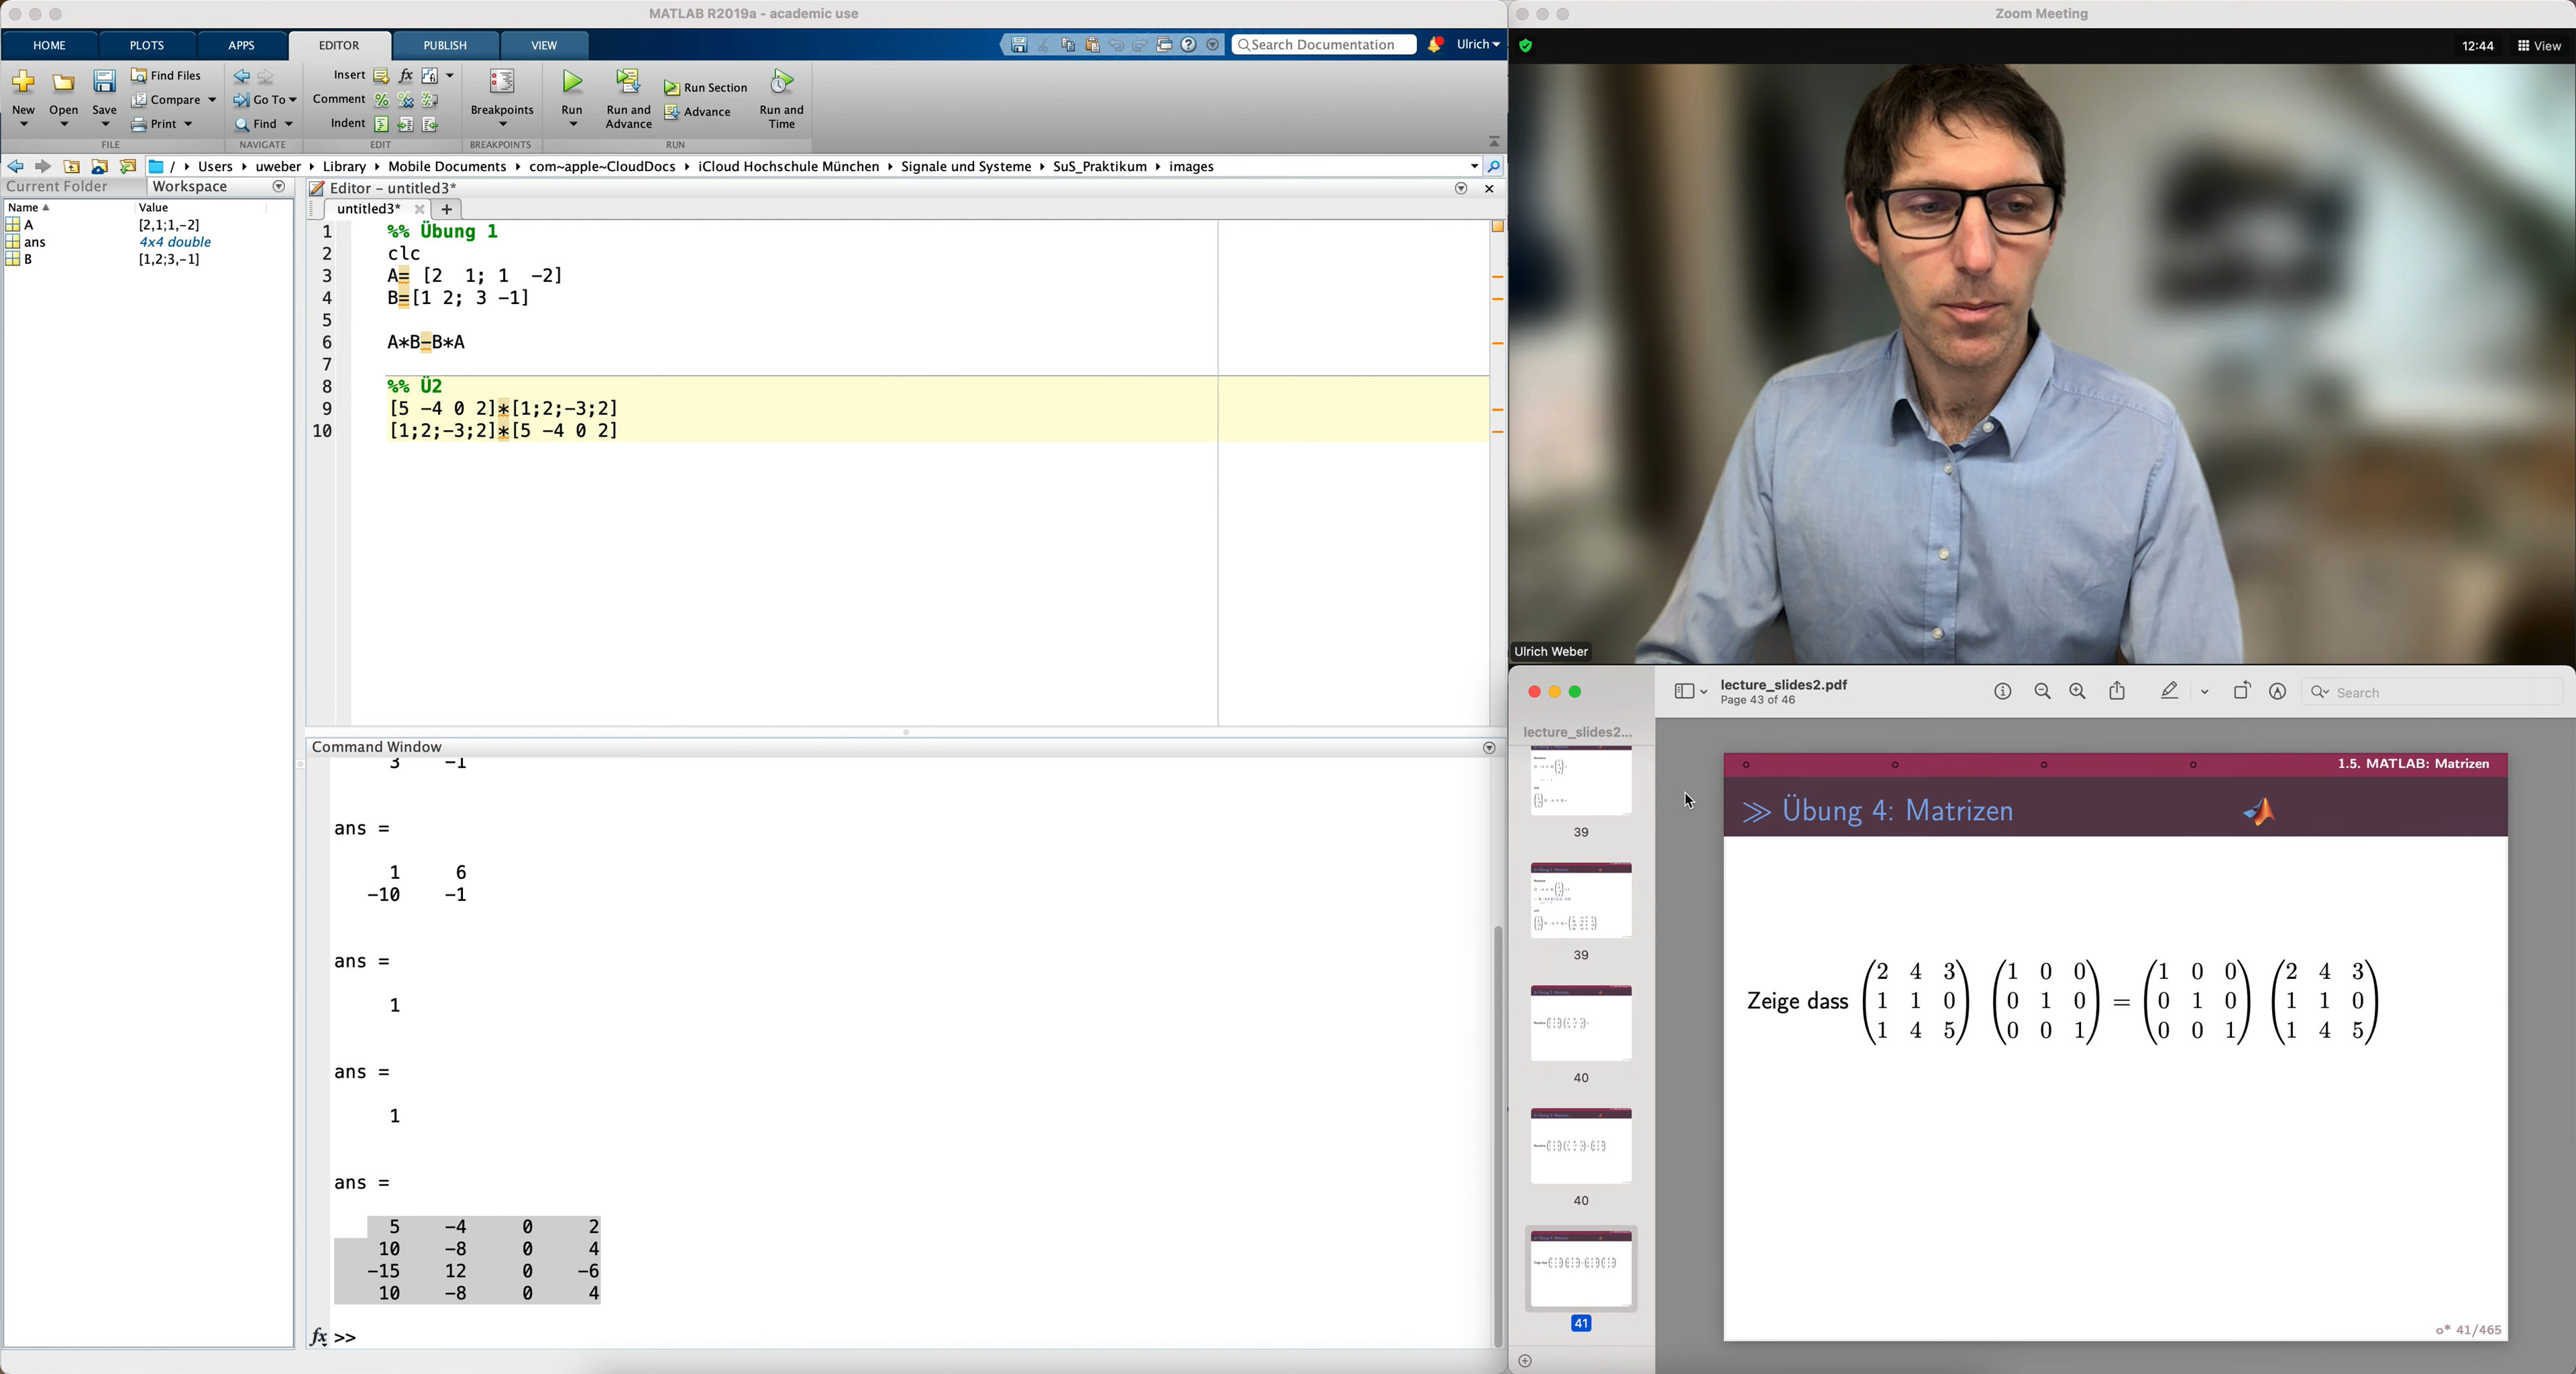 MATLAB R2019a - academic use
HOME PLOTS APPS EDITOR PUBLISH VIEW
Search Documentation
Ulrich
New
Open
Save
Find Files
Compare
Print
FILE
Go To
Find
NAVIGATE
Insert
fx
Comment
Indent
EDIT
Breakpoints
BREAKPOINTS
Run
Run and
Advance
Run Section
Advance
Run and
Time
RUN
/ Users uweber Library Mobile Documents com~apple~CloudDocs iCloud Hochschule München Signale und Systeme SuS_Praktikum images
Current Folder
Workspace
Name Value
A [2,1;1,-2]
ans 4x4 double
B [1,2;3,-1]
Editor - untitled3*
untitled3*
1 %% Übung 1
2 clc
3 A= [2 1; 1 -2]
4 B=[1 2; 3 -1]
5
6 A*B-B*A
7
8 %% Ü2
9 [5 -4 0 2]*[1;2;-3;2]
10 [1;2;-3;2]*[5 -4 0 2]
Command Window
3 -1
ans =
1 6
-10 -1
ans =
1
ans =
1
ans =
5 -4 0 2
10 -8 0 4
-15 12 0 -6
10 -8 0 4
fx >>
Zoom Meeting
12:44
View
Ulrich Weber
lecture_slides2.pdf
Page 43 of 46
Search
lecture_slides2...
39
39
40
40
41
1.5. MATLAB: Matrizen
≫ Übung 4: Matrizen
Zeige dass (2 4 3; 1 1 0; 1 4 5) (1 0 0; 0 1 0; 0 0 1) = (1 0 0; 0 1 0; 0 0 1) (2 4 3; 1 1 0; 1 4 5)
o* 41/465